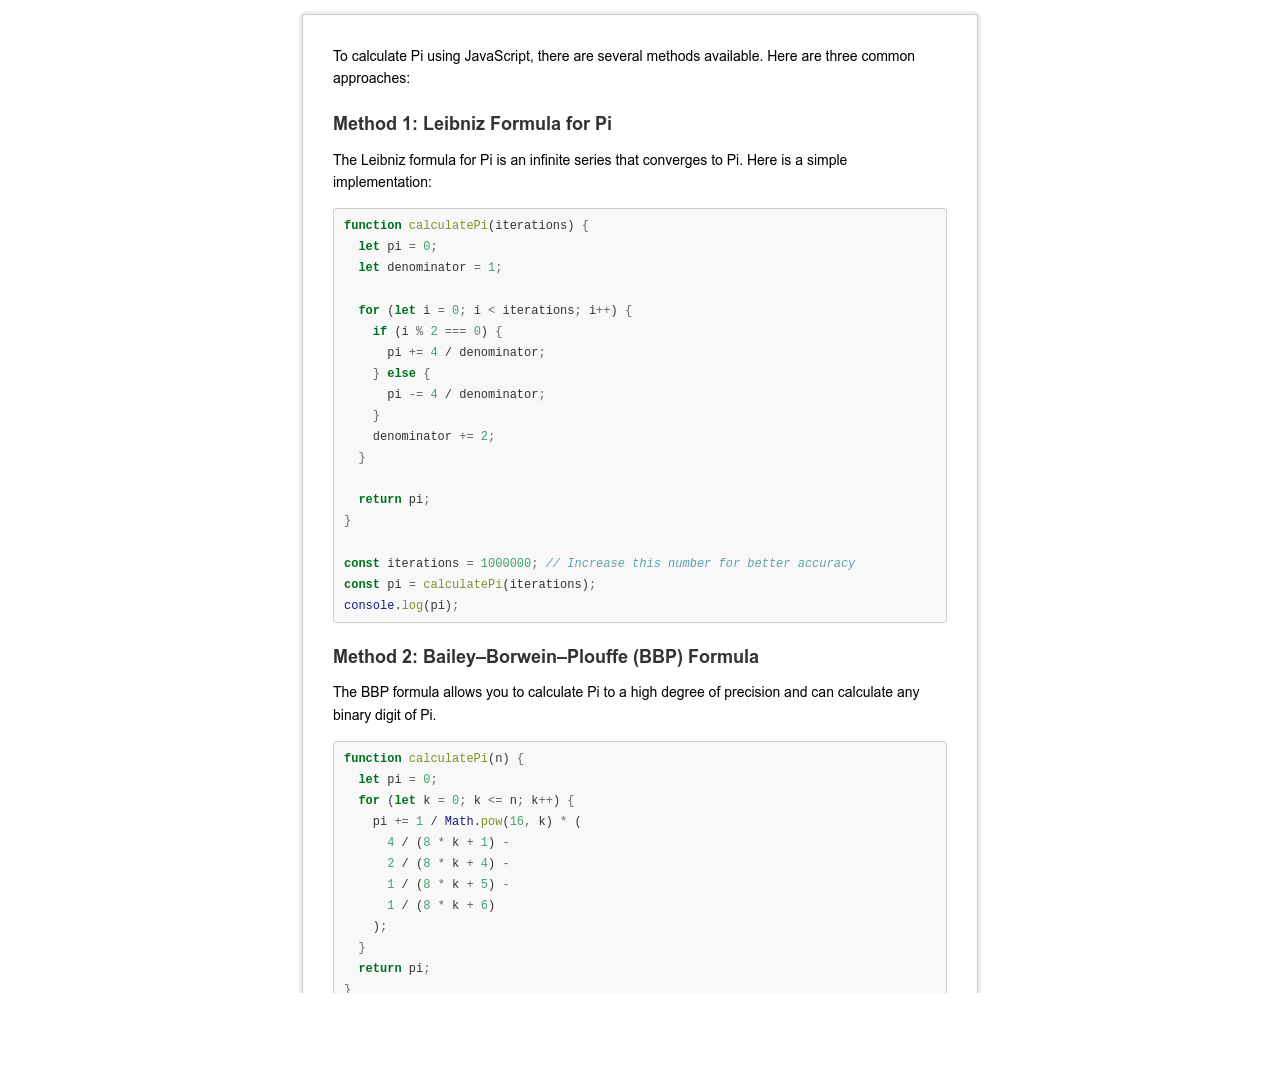 To calculate Pi using JavaScript, there are several methods available. Here are three common
approaches:
Method 1: Leibniz Formula for Pi
The Leibniz formula for Pi is an infinite series that converges to Pi. Here is a simple
implementation:
function calculatePi(iterations) {
  let pi = 0;
  let denominator = 1;

  for (let i = 0; i < iterations; i++) {
    if (i % 2 === 0) {
      pi += 4 / denominator;
    } else {
      pi -= 4 / denominator;
    }
    denominator += 2;
  }

  return pi;
}

const iterations = 1000000; // Increase this number for better accuracy
const pi = calculatePi(iterations);
console.log(pi);
Method 2: Bailey–Borwein–Plouffe (BBP) Formula
The BBP formula allows you to calculate Pi to a high degree of precision and can calculate any
binary digit of Pi.
function calculatePi(n) {
  let pi = 0;
  for (let k = 0; k <= n; k++) {
    pi += 1 / Math.pow(16, k) * (
      4 / (8 * k + 1) -
      2 / (8 * k + 4) -
      1 / (8 * k + 5) -
      1 / (8 * k + 6)
    );
  }
  return pi;
}